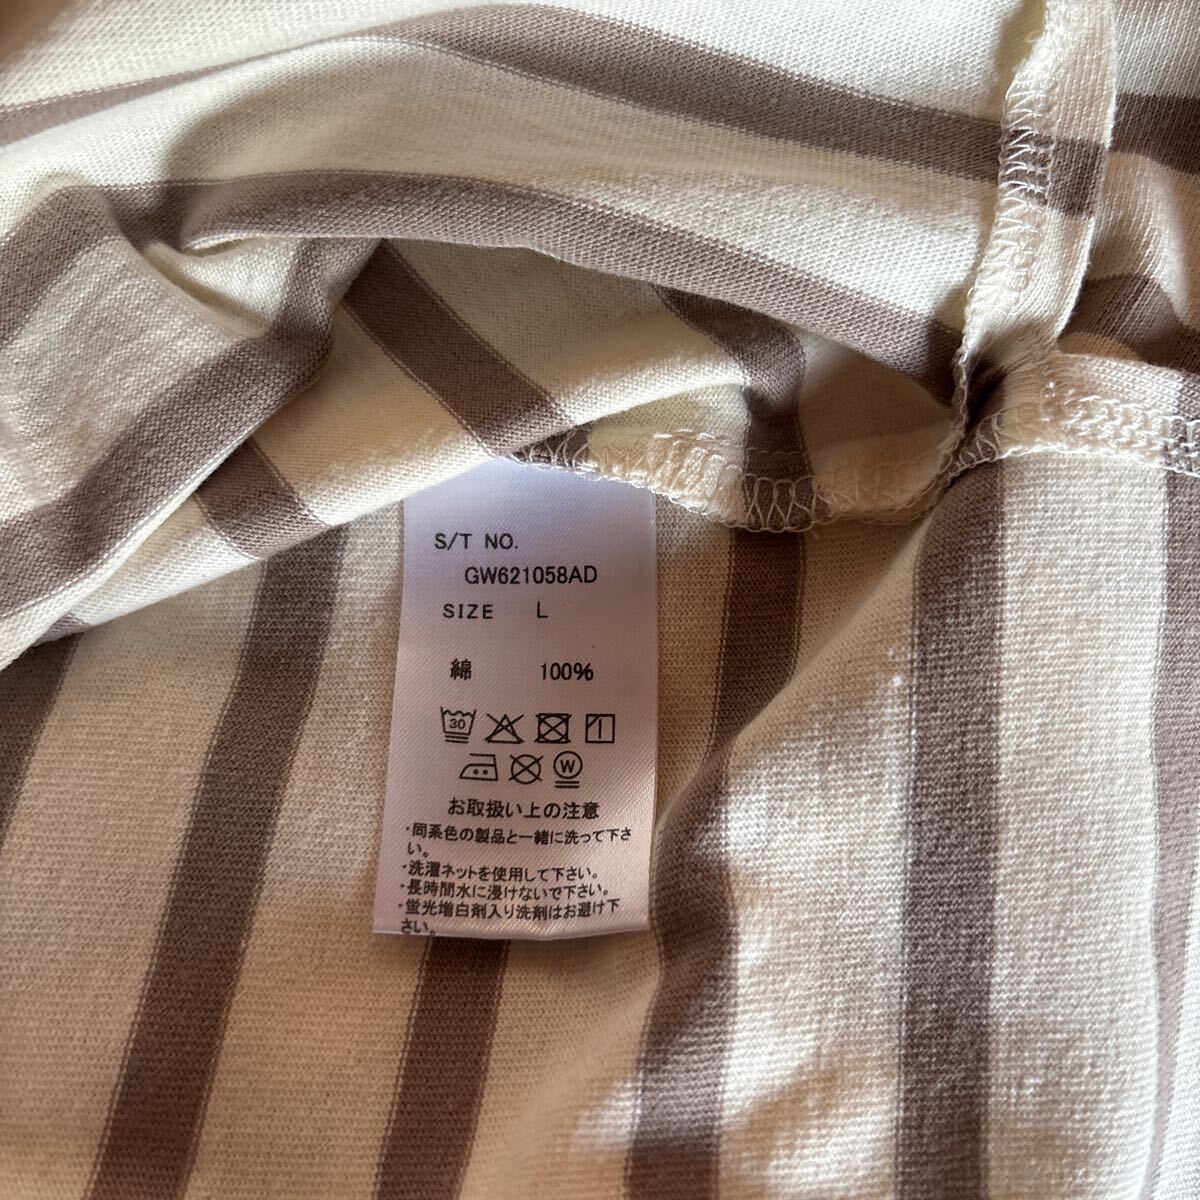 S/T NO.
GW621058AD
SIZE L
綿 100%
30
W
お取扱い上の注意
・同系色の製品と一緒に洗って下さ
い。
・洗濯ネットを使用して下さい。
・長時間水に浸けないで下さい。
・蛍光増白剤入り洗剤はお避け下
さい。